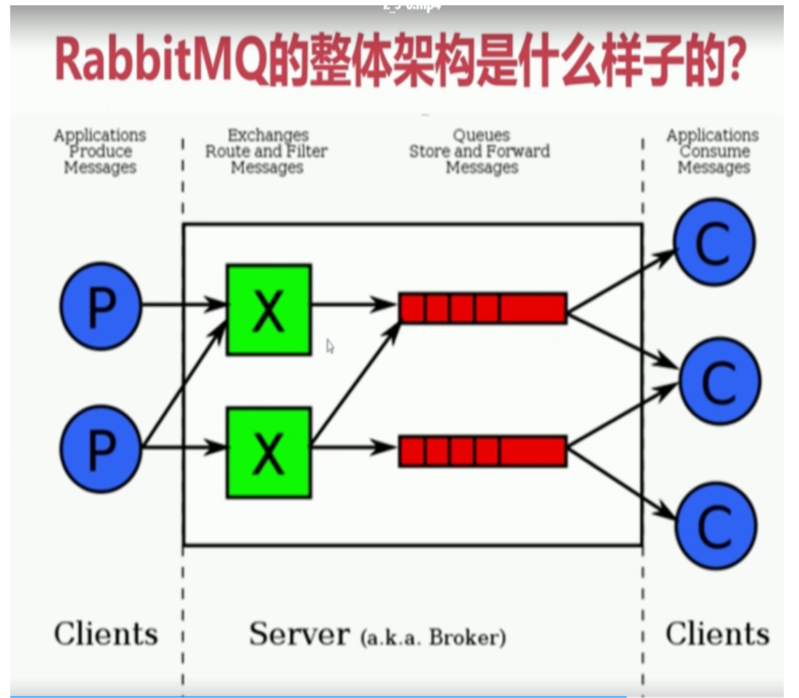 RabbitMQ的整体架构是什么样子的?
Applications
Produce
Messages
Exchanges
Route and Filter
Messages
Queues
Store and Forward
Messages
Applications
Consume
Messages
P
X
C
P
X
C
C
Clients
Server (a.k.a. Broker)
Clients